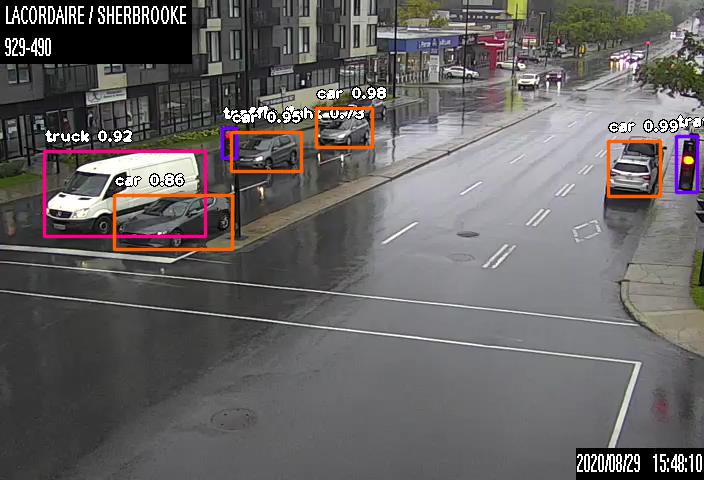 LACORDAIRE / SHERBROOKE
929-490
car 0.98
car 0.95
truck 0.92
car 0.99
car 0.86
2020/08/29 15:48:10